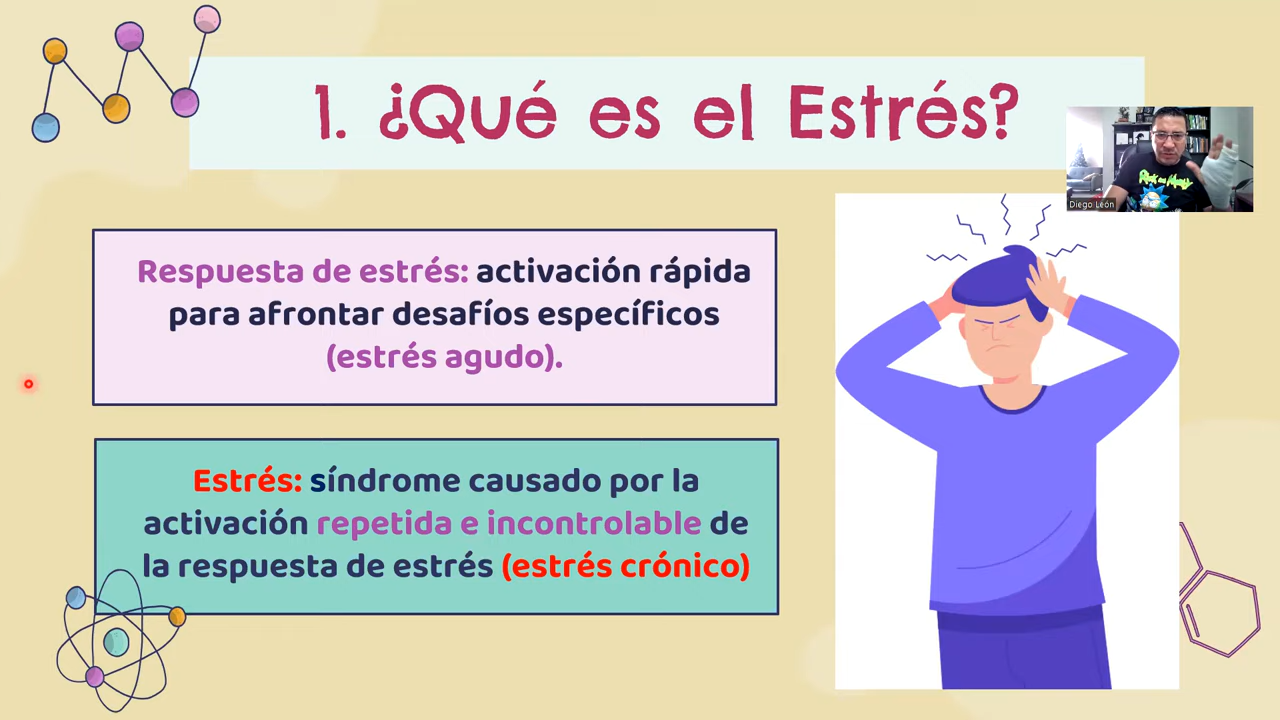 1. ¿Qué es el Estrés?
Diego León
Respuesta de estrés: activación rápida
para afrontar desafíos específicos
(estrés agudo).
Estrés: síndrome causado por la
activación repetida e incontrolable de
la respuesta de estrés (estrés crónico)